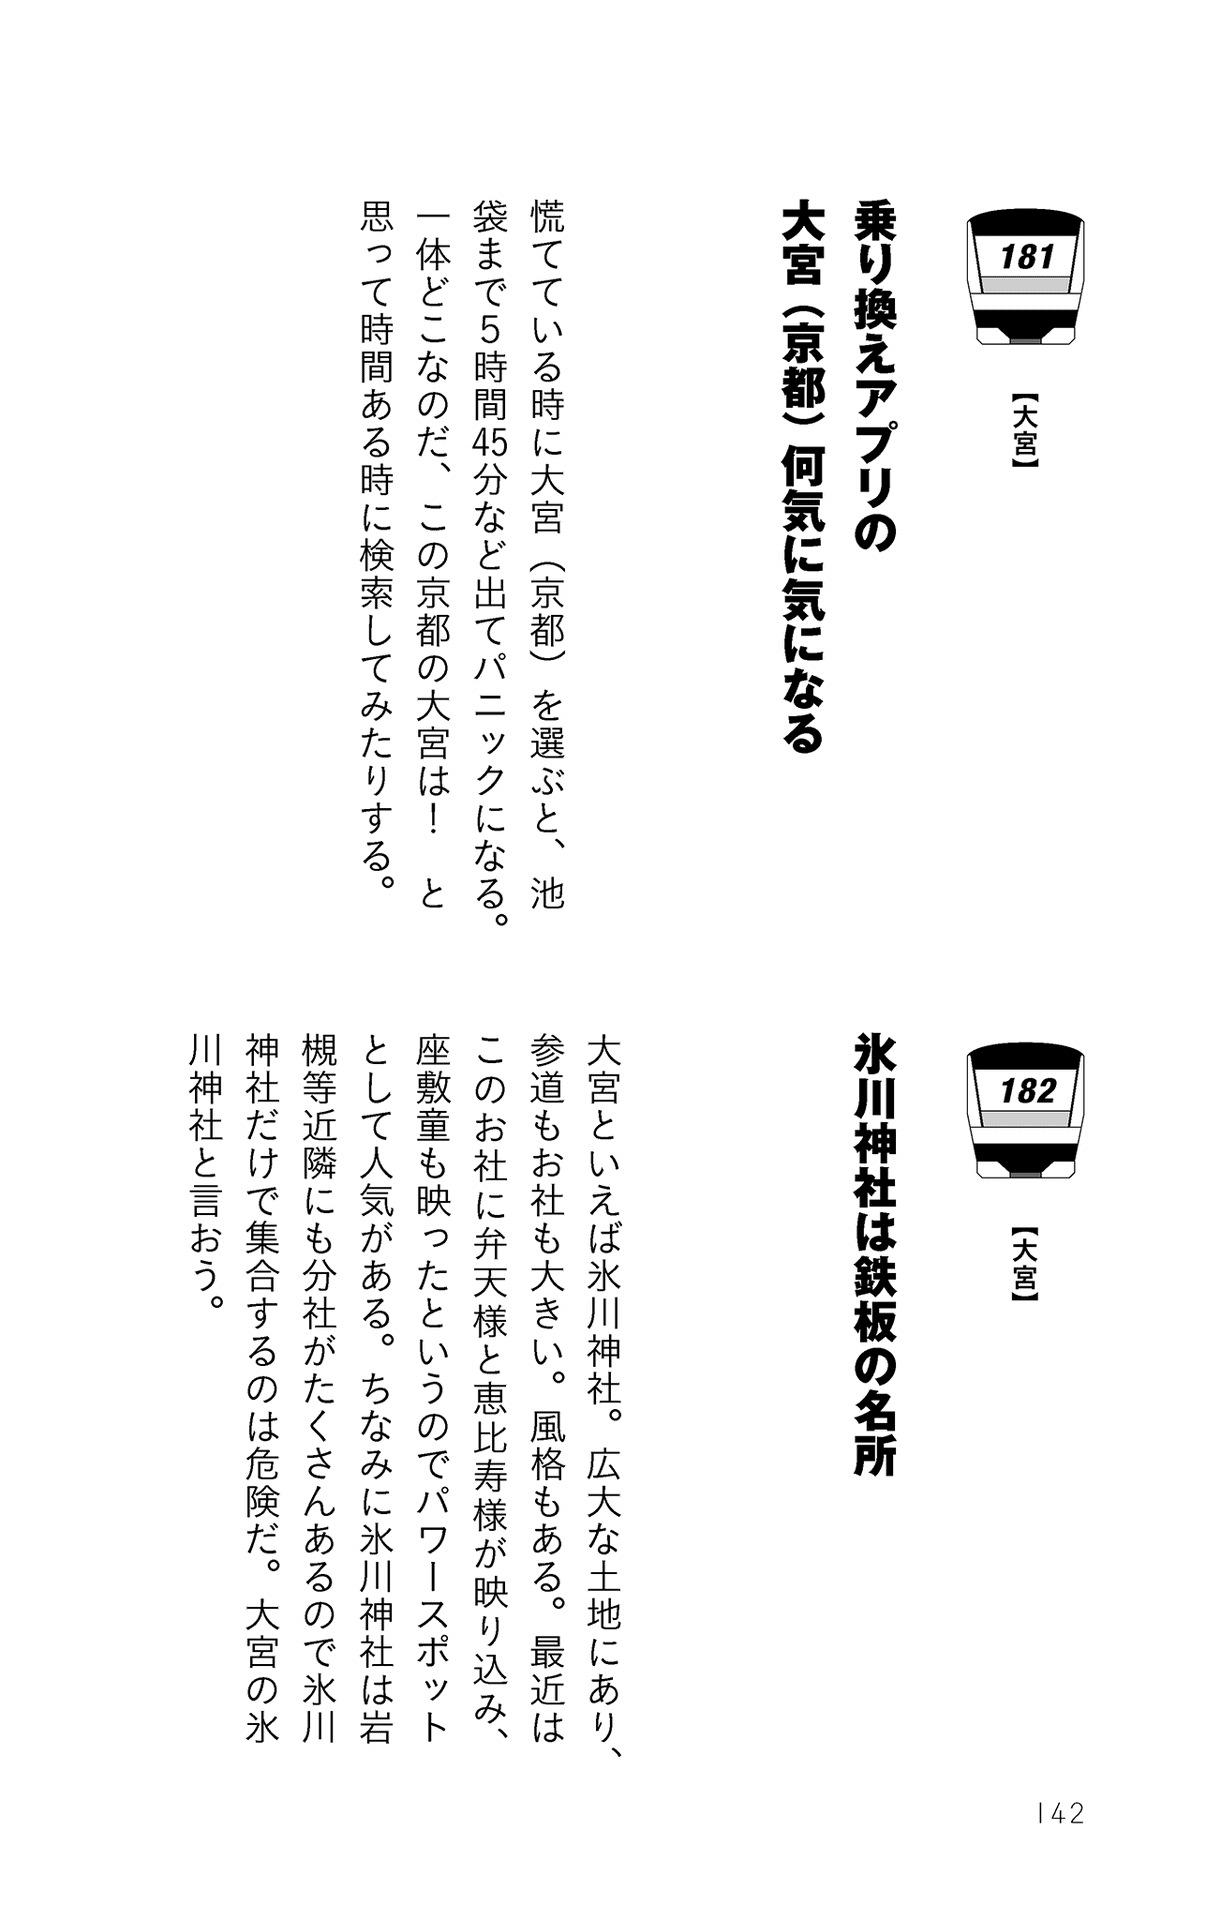 181
【大宮】
乗り換えアプリの
大宮（京都）何気に気になる
慌てている時に大宮（京都）を選ぶと、池
袋まで5時間45分など出てパニックになる。
一体どこなのだ、この京都の大宮は！　と
思って時間ある時に検索してみたりする。
182
【大宮】
氷川神社は鉄板の名所
大宮といえば氷川神社。広大な土地にあり、
参道もお社も大きい。風格もある。最近は
このお社に弁天様と恵比寿様が映り込み、
座敷童も映ったというのでパワースポット
として人気がある。ちなみに氷川神社は岩
槻等近隣にも分社がたくさんあるので氷川
神社だけで集合するのは危険だ。大宮の氷
川神社と言おう。
142